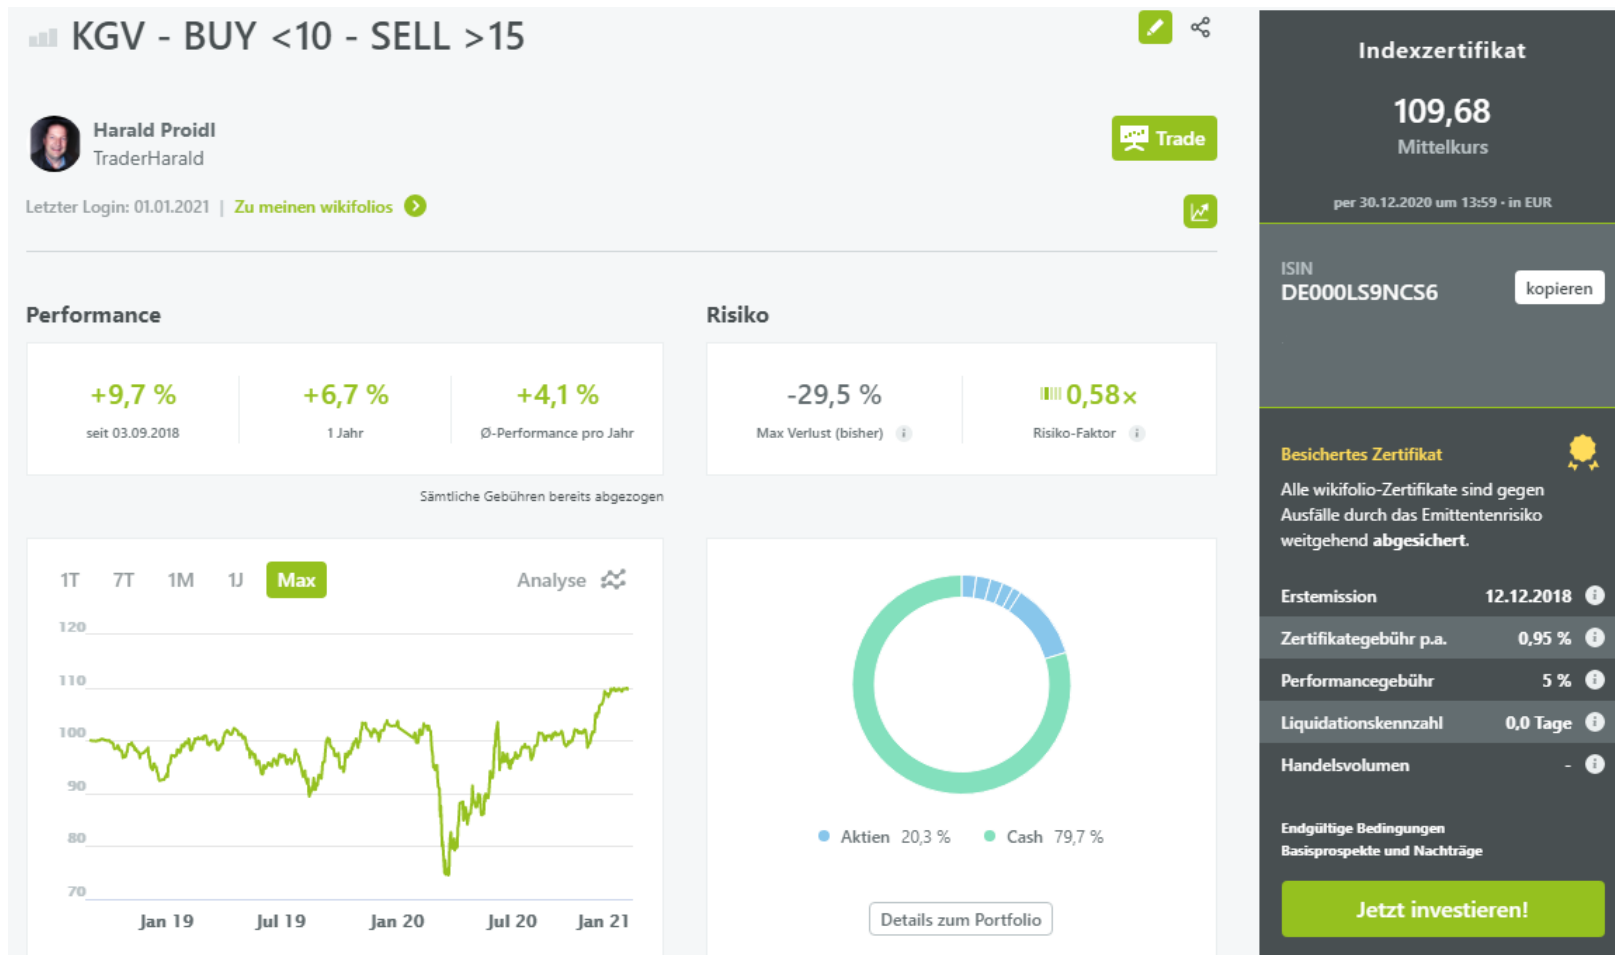 KGV - BUY <10 - SELL >15
Harald Proidl
TraderHarald
Trade
Letzter Login: 01.01.2021 | Zu meinen wikifolios
Performance
+9,7 %
seit 03.09.2018
+6,7 %
1 Jahr
+4,1 %
Ø-Performance pro Jahr
Sämtliche Gebühren bereits abgezogen
Risiko
-29,5 %
Max Verlust (bisher)
0,58×
Risiko-Faktor
1T 7T 1M 1J Max Analyse
120
110
100
90
80
70
Jan 19 Jul 19 Jan 20 Jul 20 Jan 21
Aktien 20,3 % Cash 79,7 %
Details zum Portfolio
Indexzertifikat
109,68
Mittelkurs
per 30.12.2020 um 13:59 · in EUR
ISIN
DE000LS9NCS6
kopieren
Besichertes Zertifikat
Alle wikifolio-Zertifikate sind gegen
Ausfälle durch das Emittentenrisiko
weitgehend abgesichert.
Erstemission 12.12.2018
Zertifikategebühr p.a. 0,95 %
Performancegebühr 5 %
Liquidationskennzahl 0,0 Tage
Handelsvolumen -
Endgültige Bedingungen
Basisprospekte und Nachträge
Jetzt investieren!